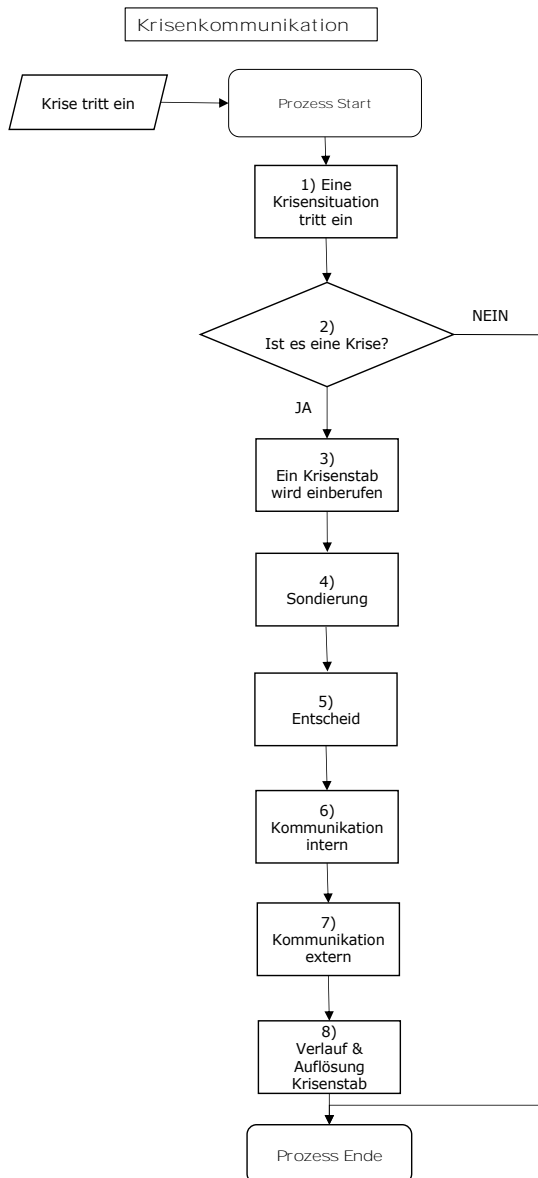 Krisenkommunikation
Krise tritt ein
Prozess Start
1) Eine
Krisensituation
tritt ein
2)
Ist es eine Krise?
NEIN
JA
3)
Ein Krisenstab
wird einberufen
4)
Sondierung
5)
Entscheid
6)
Kommunikation
intern
7)
Kommunikation
extern
8)
Verlauf &
Auflösung
Krisenstab
Prozess Ende